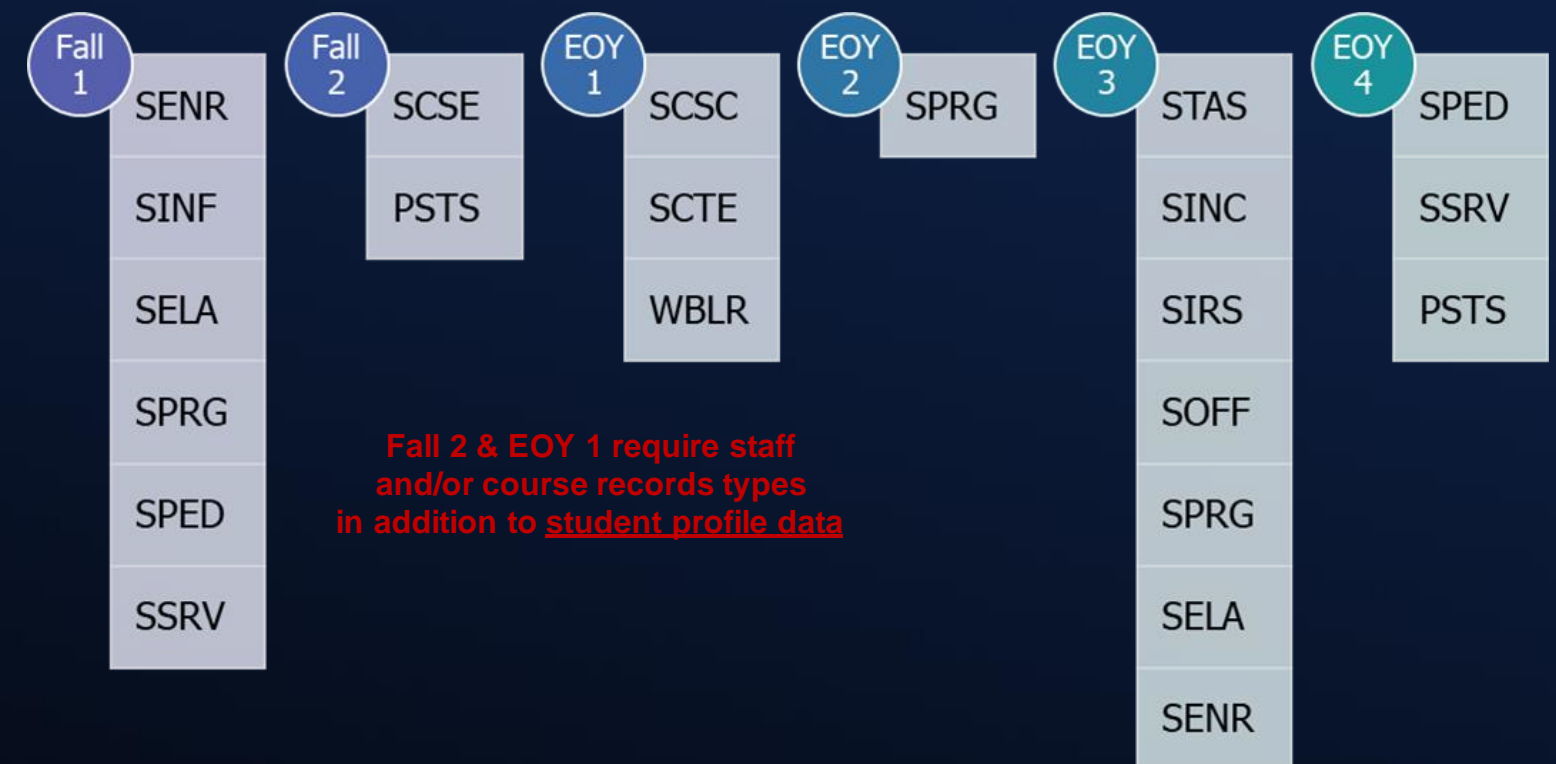 Fall
1
SENR
SINF
SELA
SPRG
SPED
SSRV
Fall
2
SCSE
PSTS
EOY
1
SCSC
SCTE
WBLR
EOY
2
SPRG
EOY
3
STAS
SINC
SIRS
SOFF
SPRG
SELA
SENR
EOY
4
SPED
SSRV
PSTS
Fall 2 & EOY 1 require staff
and/or course records types
in addition to student profile data